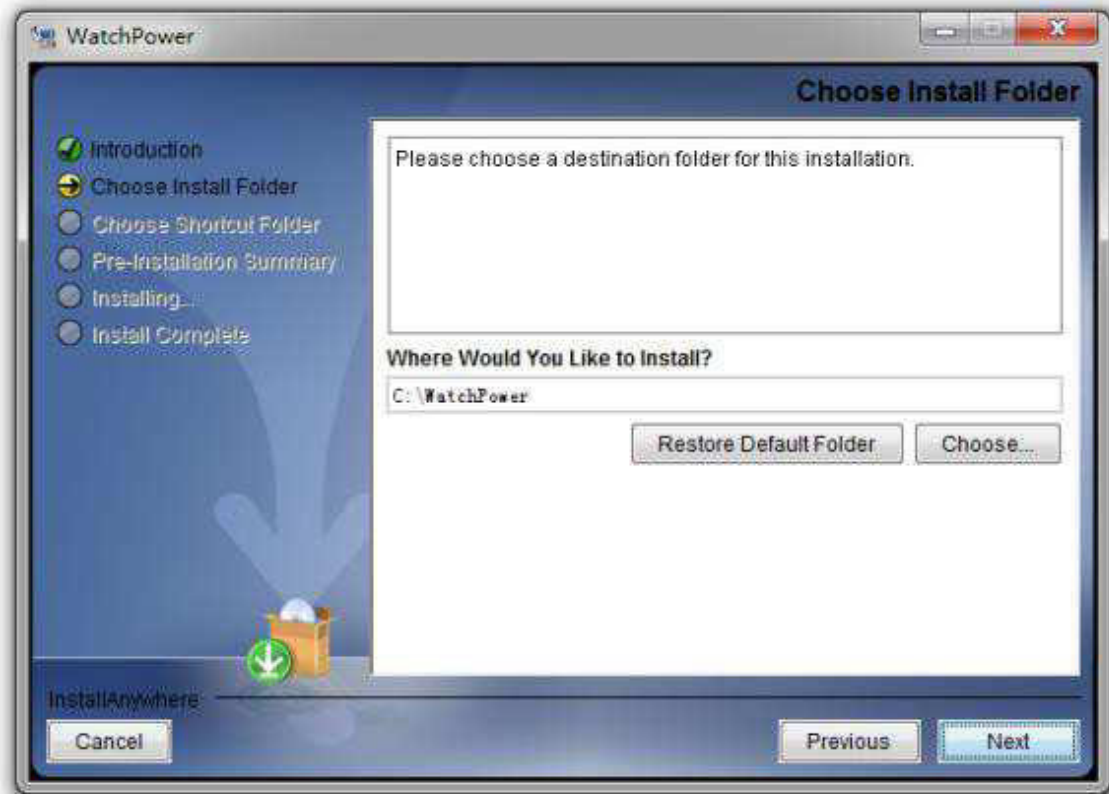 WatchPower
Choose Install Folder
Introduction
Choose Install Folder
Choose Shortcut Folder
Pre-Installation Summary
Installing...
Install Complete
Please choose a destination folder for this installation.
Where Would You Like to Install?
C:\WatchPower
Restore Default Folder
Choose...
InstallAnywhere
Cancel
Previous
Next